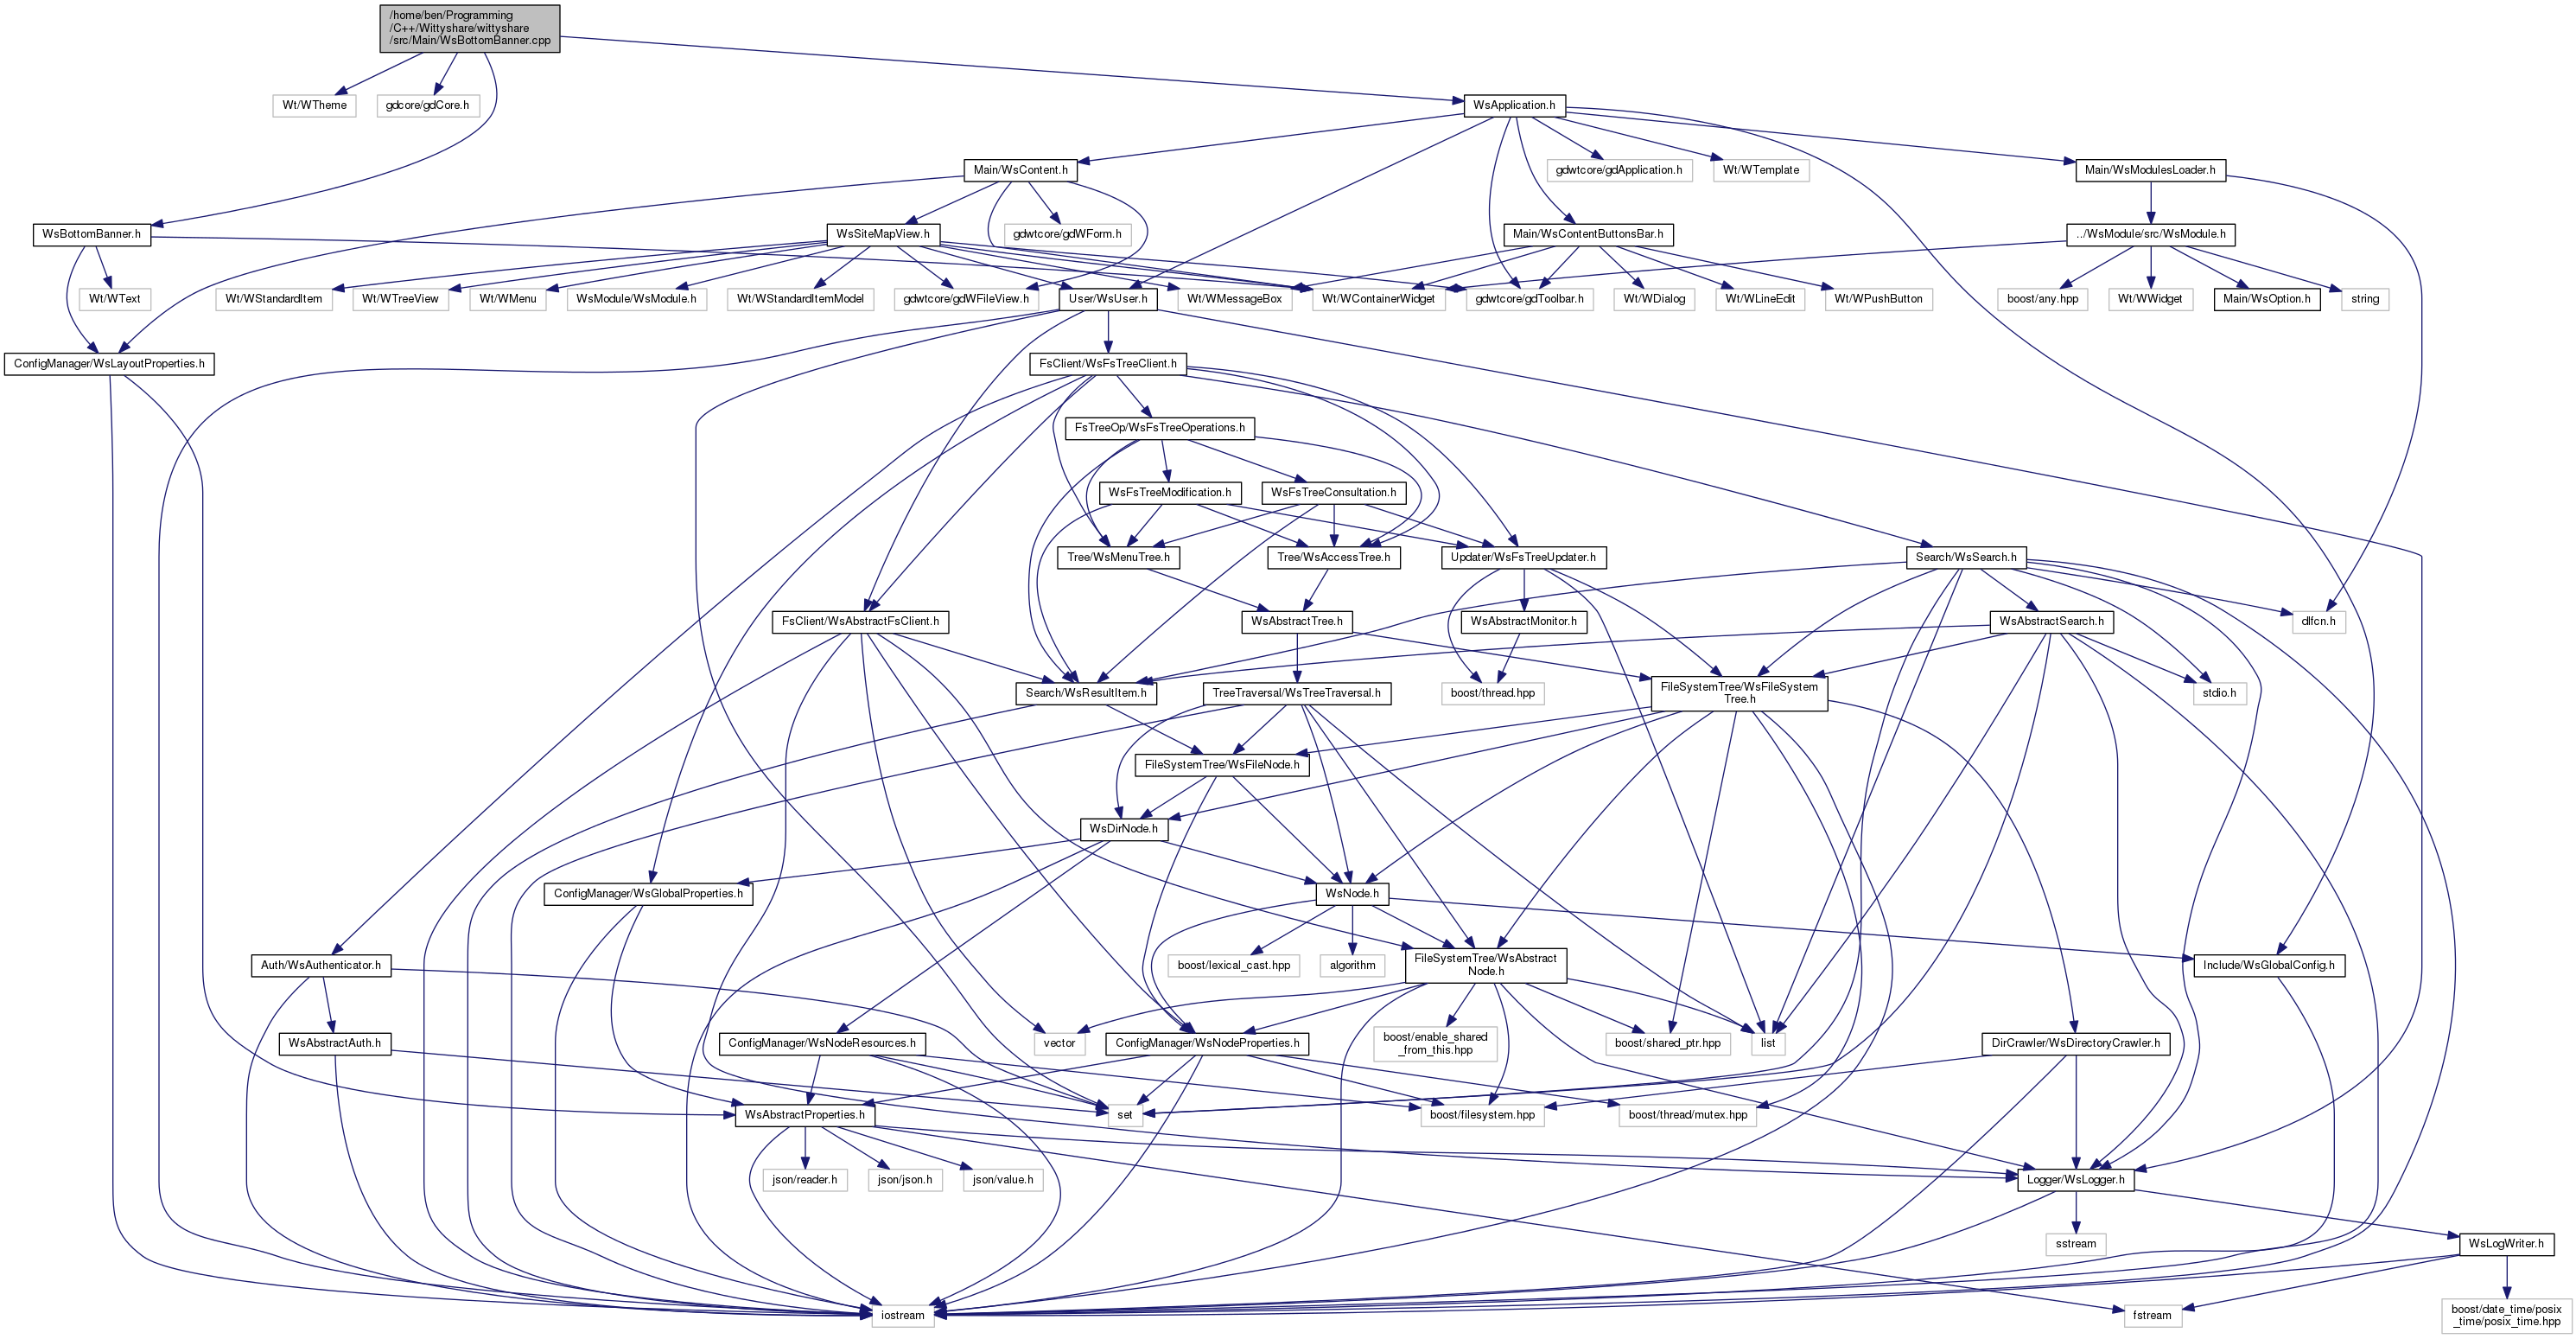 /home/ben/Programming
/C++/Wittyshare/wittyshare
/src/Main/WsBottomBanner.cpp
Wt/WTheme
gdcore/gdCore.h
WsApplication.h
Main/WsContent.h
gdwtcore/gdApplication.h
Wt/WTemplate
Main/WsModulesLoader.h
WsBottomBanner.h
WsSiteMapView.h
gdwtcore/gdWForm.h
Main/WsContentButtonsBar.h
../WsModule/src/WsModule.h
Wt/WText
Wt/WStandardItem
Wt/WTreeView
Wt/WMenu
WsModule/WsModule.h
Wt/WStandardItemModel
gdwtcore/gdWFileView.h
User/WsUser.h
Wt/WMessageBox
Wt/WContainerWidget
gdwtcore/gdToolbar.h
Wt/WDialog
Wt/WLineEdit
Wt/WPushButton
boost/any.hpp
Wt/WWidget
Main/WsOption.h
string
ConfigManager/WsLayoutProperties.h
FsClient/WsFsTreeClient.h
FsTreeOp/WsFsTreeOperations.h
WsFsTreeModification.h
WsFsTreeConsultation.h
Tree/WsMenuTree.h
Tree/WsAccessTree.h
Updater/WsFsTreeUpdater.h
Search/WsSearch.h
FsClient/WsAbstractFsClient.h
WsAbstractTree.h
WsAbstractMonitor.h
WsAbstractSearch.h
dlfcn.h
Search/WsResultItem.h
TreeTraversal/WsTreeTraversal.h
boost/thread.hpp
FileSystemTree/WsFileSystem
Tree.h
stdio.h
FileSystemTree/WsFileNode.h
WsDirNode.h
ConfigManager/WsGlobalProperties.h
WsNode.h
Auth/WsAuthenticator.h
boost/lexical_cast.hpp
algorithm
FileSystemTree/WsAbstract
Node.h
Include/WsGlobalConfig.h
WsAbstractAuth.h
ConfigManager/WsNodeResources.h
vector
ConfigManager/WsNodeProperties.h
boost/enable_shared
_from_this.hpp
boost/shared_ptr.hpp
list
DirCrawler/WsDirectoryCrawler.h
WsAbstractProperties.h
set
boost/filesystem.hpp
boost/thread/mutex.hpp
json/reader.h
json/json.h
json/value.h
Logger/WsLogger.h
sstream
WsLogWriter.h
iostream
fstream
boost/date_time/posix
_time/posix_time.hpp